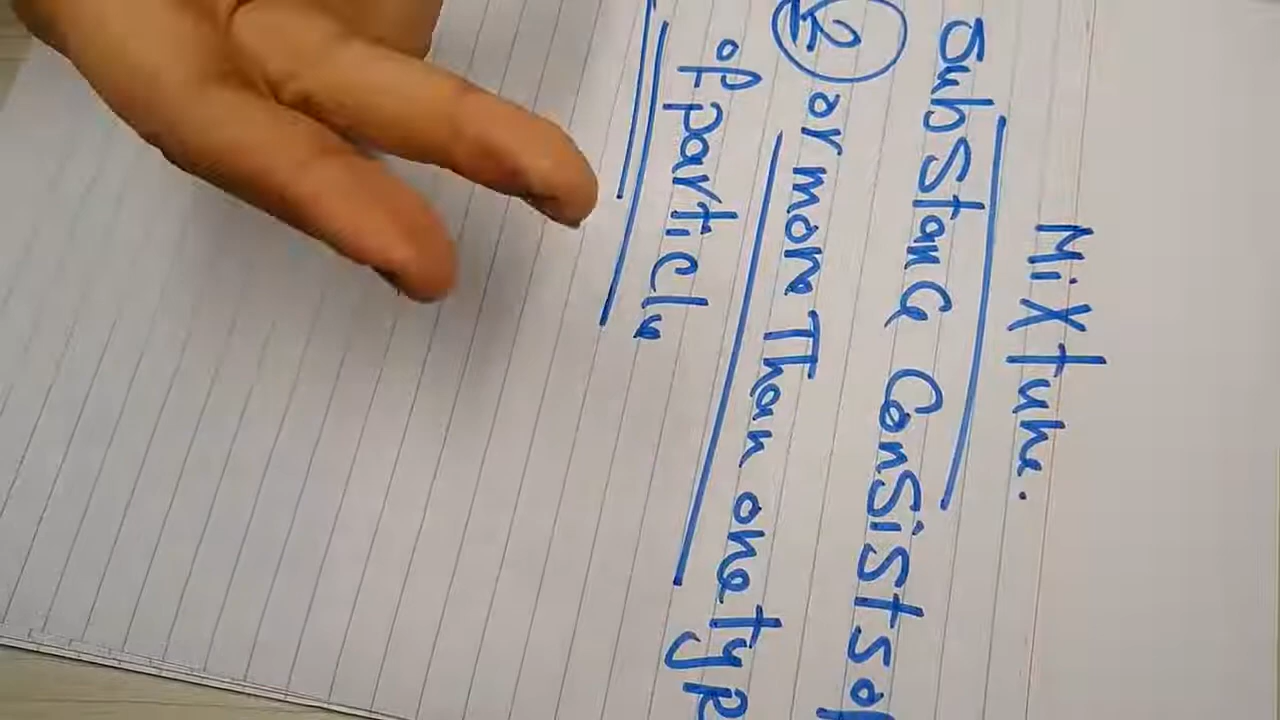 Mixture.
Substance Consists of
2 or more Than one type
of particle